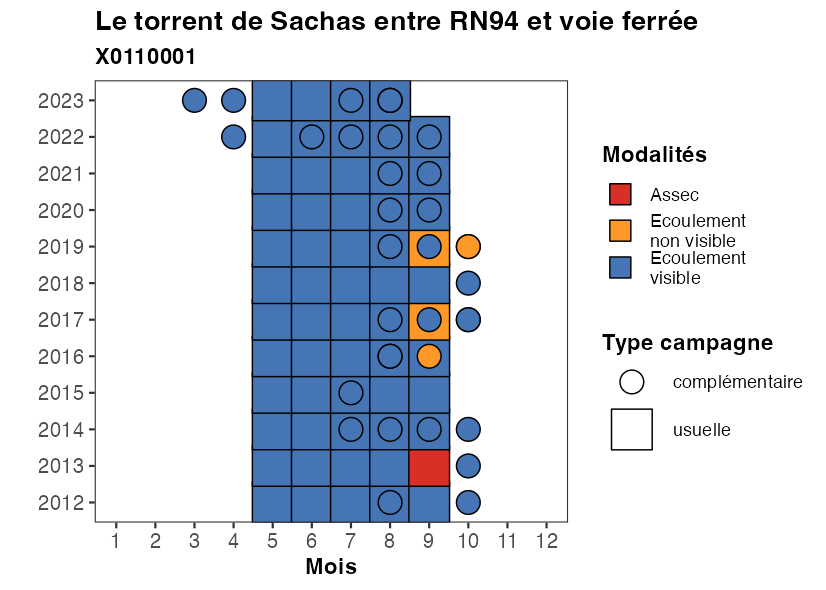 Le torrent de Sachas entre RN94 et voie ferrée
X0110001
2023
2022
2021
2020
2019
2018
2017
2016
2015
2014
2013
2012
1 2 3 4 5 6 7 8 9 10 11 12
Mois
Modalités
Assec
Ecoulement
non visible
Ecoulement
visible
Type campagne
complémentaire
usuelle